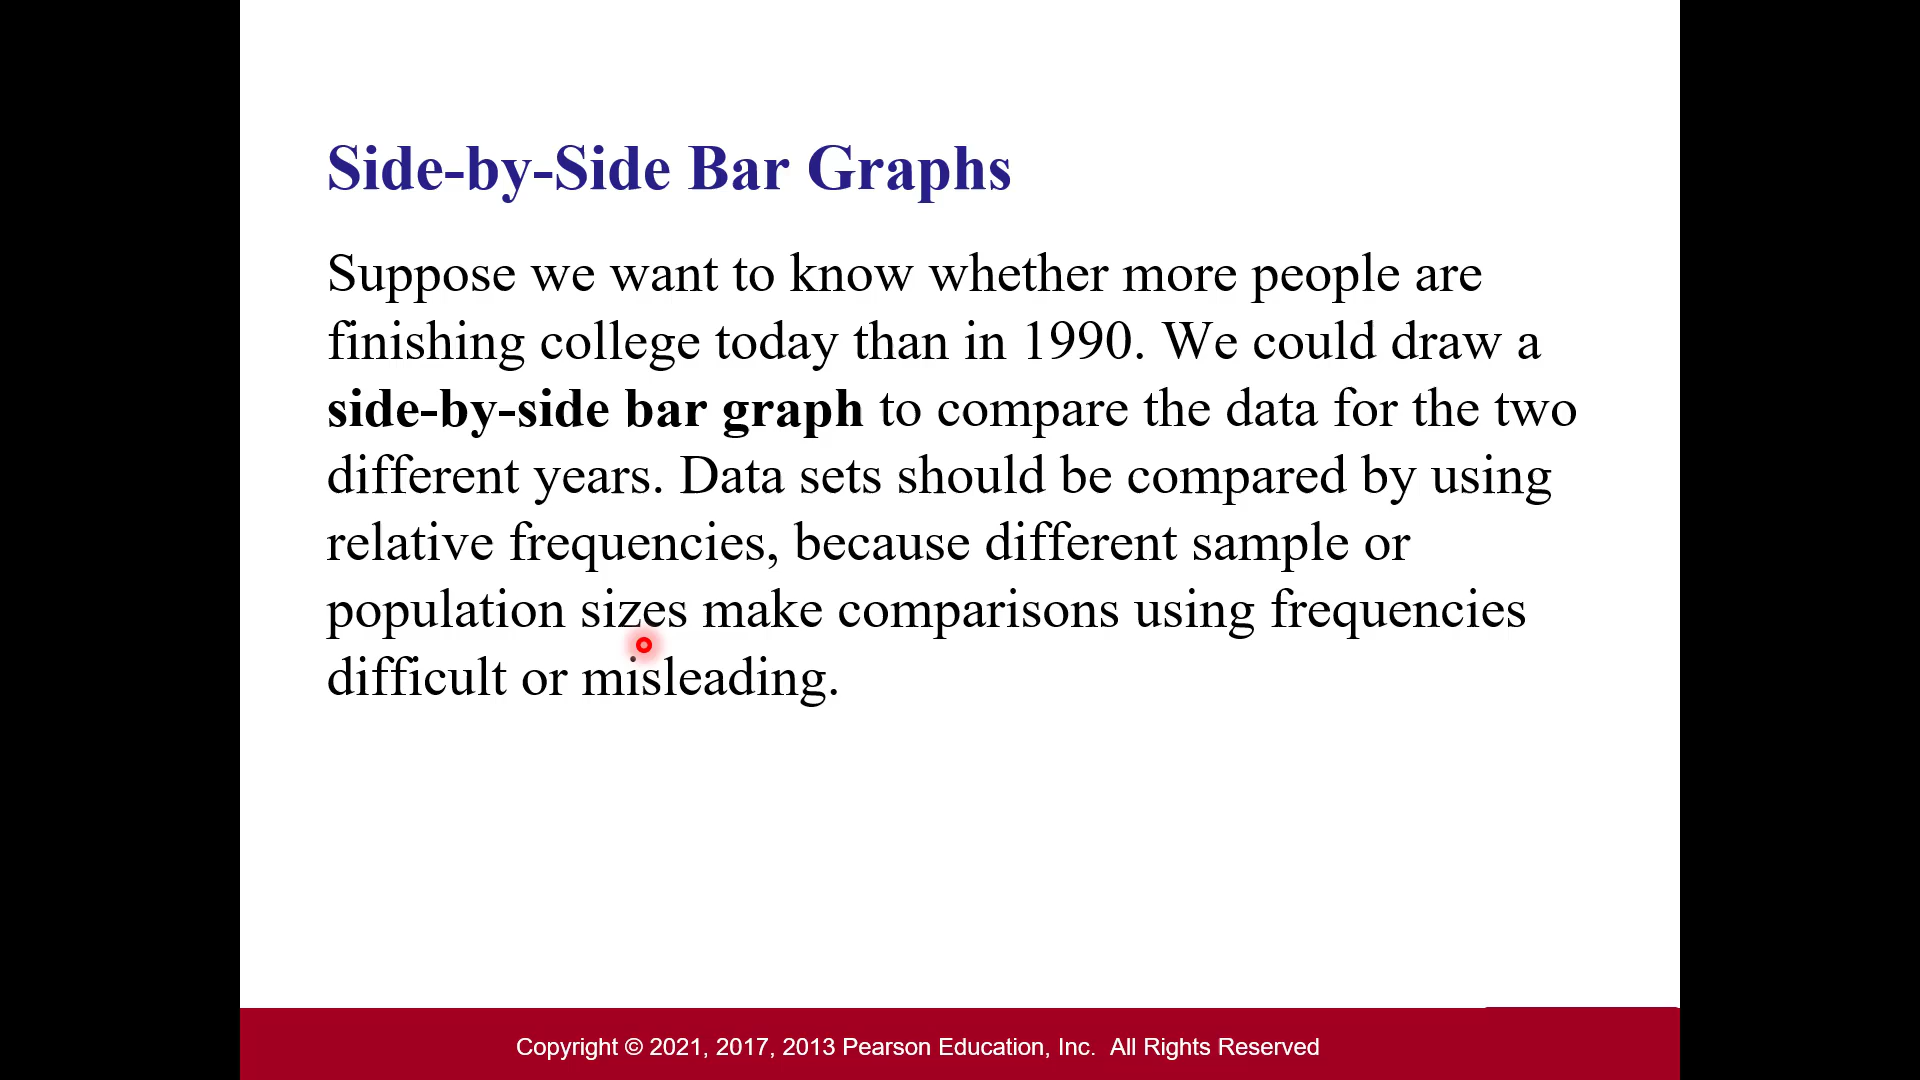 Side-by-Side Bar Graphs
Suppose we want to know whether more people are
finishing college today than in 1990. We could draw a
side-by-side bar graph to compare the data for the two
different years. Data sets should be compared by using
relative frequencies, because different sample or
population sizes make comparisons using frequencies
difficult or misleading.
Copyright © 2021, 2017, 2013 Pearson Education, Inc.  All Rights Reserved